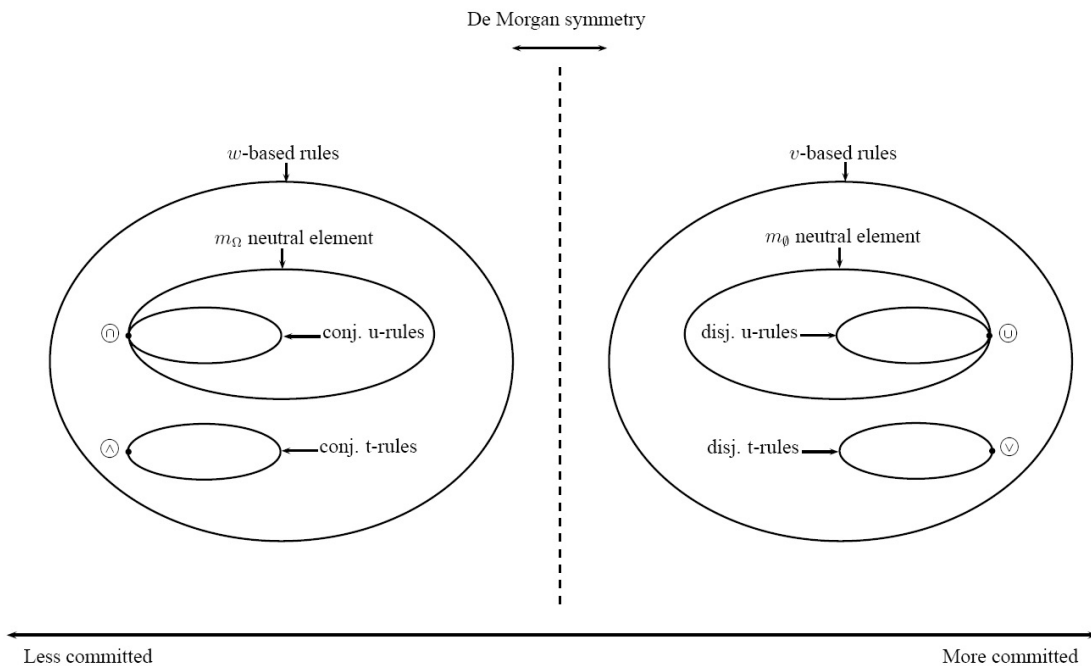 De Morgan symmetry
w-based rules
v-based rules
m_Ω neutral element
m_∅ neutral element
∩
conj. u-rules
disj. u-rules
∪
∧
conj. t-rules
disj. t-rules
∨
Less committed
More committed